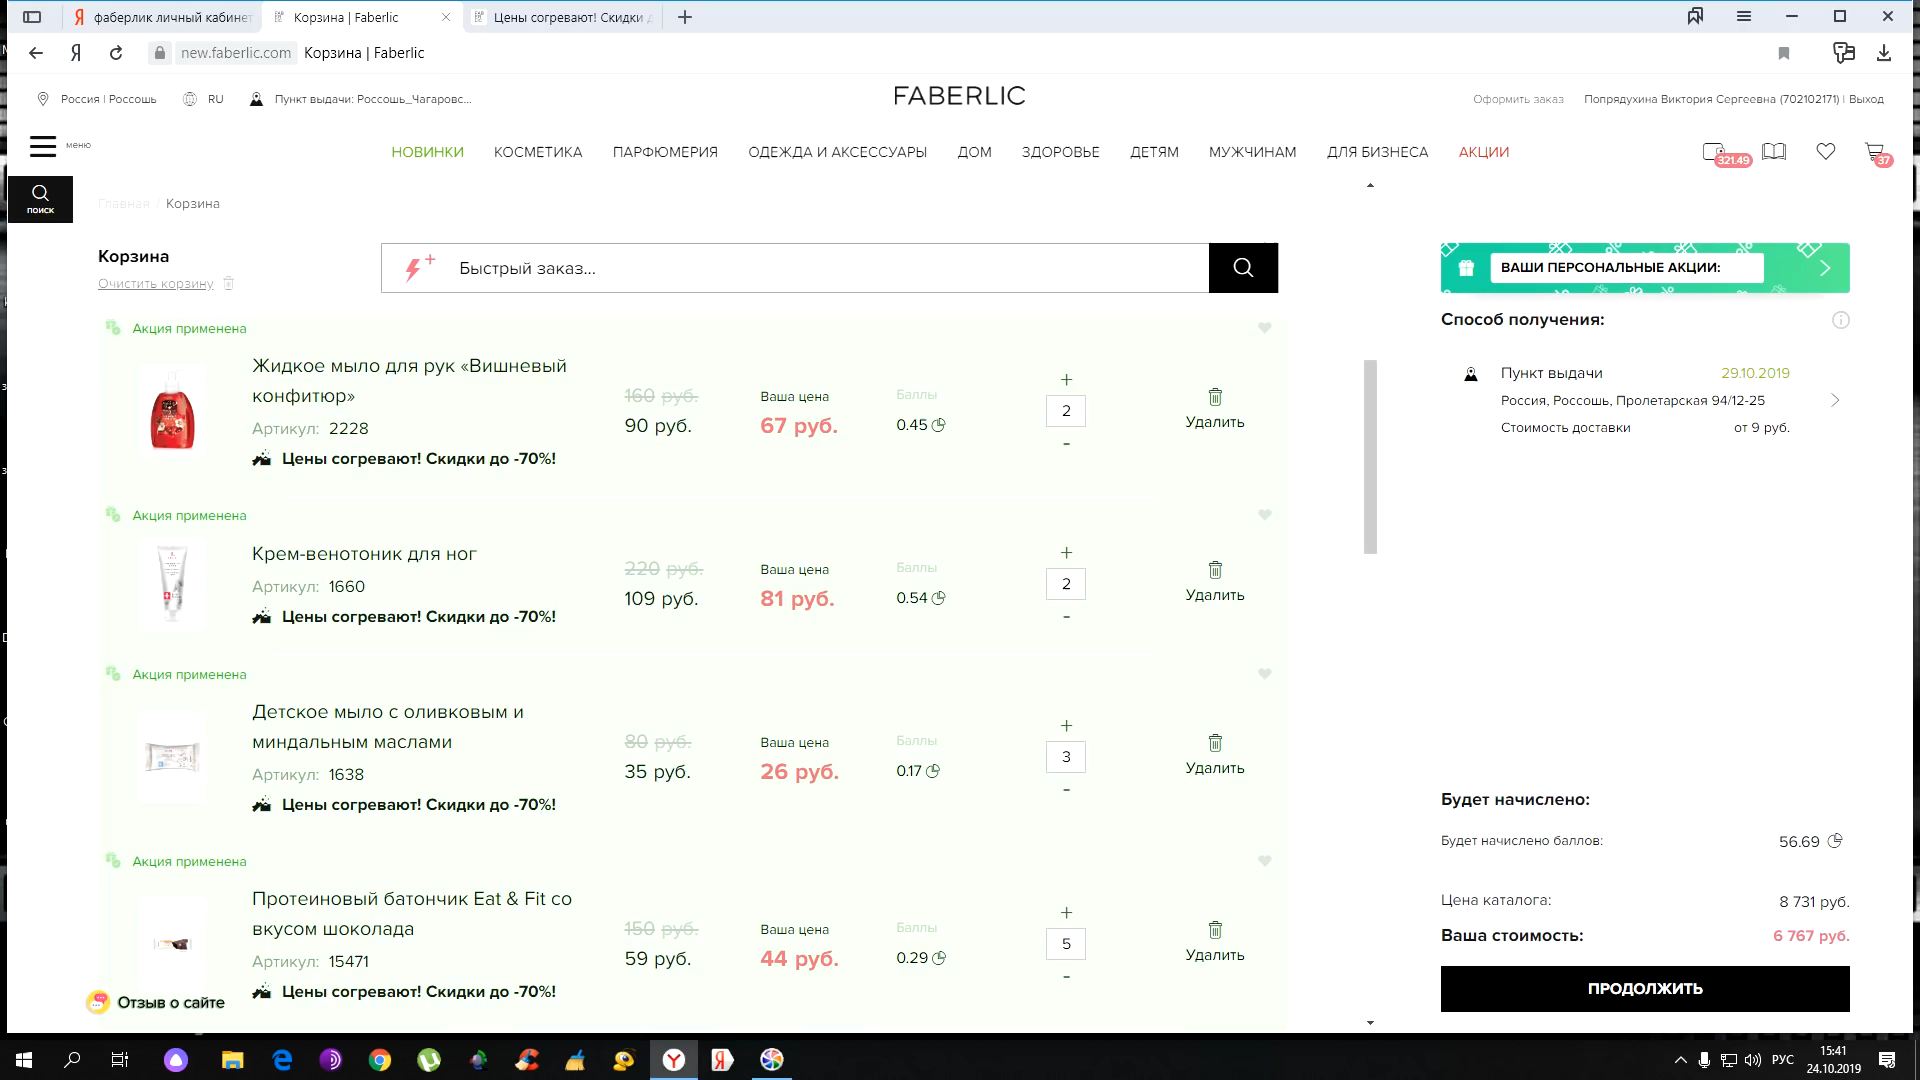 фаберлик личный кабинет
Корзина | Faberlic
Цены согревают! Скидки
Я
new.faberlic.com
Корзина | Faberlic
Россия | Россошь
RU
Пункт выдачи: Россошь_Чагаровс...
FABERLIC
Оформить заказ
Попрядухина Виктория Сергеевна (702102171) | Выход
меню
НОВИНКИ
КОСМЕТИКА
ПАРФЮМЕРИЯ
ОДЕЖДА И АКСЕССУАРЫ
ДОМ
ЗДОРОВЬЕ
ДЕТЯМ
МУЖЧИНАМ
ДЛЯ БИЗНЕСА
АКЦИИ
321.49
37
ПОИСК
Главная / Корзина
Корзина
Очистить корзину
Быстрый заказ...
ВАШИ ПЕРСОНАЛЬНЫЕ АКЦИИ:
Акция применена
Жидкое мыло для рук «Вишневый
конфитюр»
Артикул: 2228
Цены согревают! Скидки до -70%!
160 руб.
90 руб.
Ваша цена
67 руб.
Баллы
0.45
+
2
-
Удалить
Акция применена
Крем-венотоник для ног
Артикул: 1660
Цены согревают! Скидки до -70%!
220 руб.
109 руб.
Ваша цена
81 руб.
Баллы
0.54
+
2
-
Удалить
Акция применена
Детское мыло с оливковым и
миндальным маслами
Артикул: 1638
Цены согревают! Скидки до -70%!
80 руб.
35 руб.
Ваша цена
26 руб.
Баллы
0.17
+
3
-
Удалить
Акция применена
Протеиновый батончик Eat & Fit со
вкусом шоколада
Артикул: 15471
Цены согревают! Скидки до -70%!
150 руб.
59 руб.
Ваша цена
44 руб.
Баллы
0.29
+
5
-
Удалить
Отзыв о сайте
Способ получения:
Пункт выдачи
29.10.2019
Россия, Россошь, Пролетарская 94/12-25
Стоимость доставки
от 9 руб.
Будет начислено:
Будет начислено баллов:
56.69
Цена каталога:
8 731 руб.
Ваша стоимость:
6 767 руб.
ПРОДОЛЖИТЬ
РУС
15:41
24.10.2019